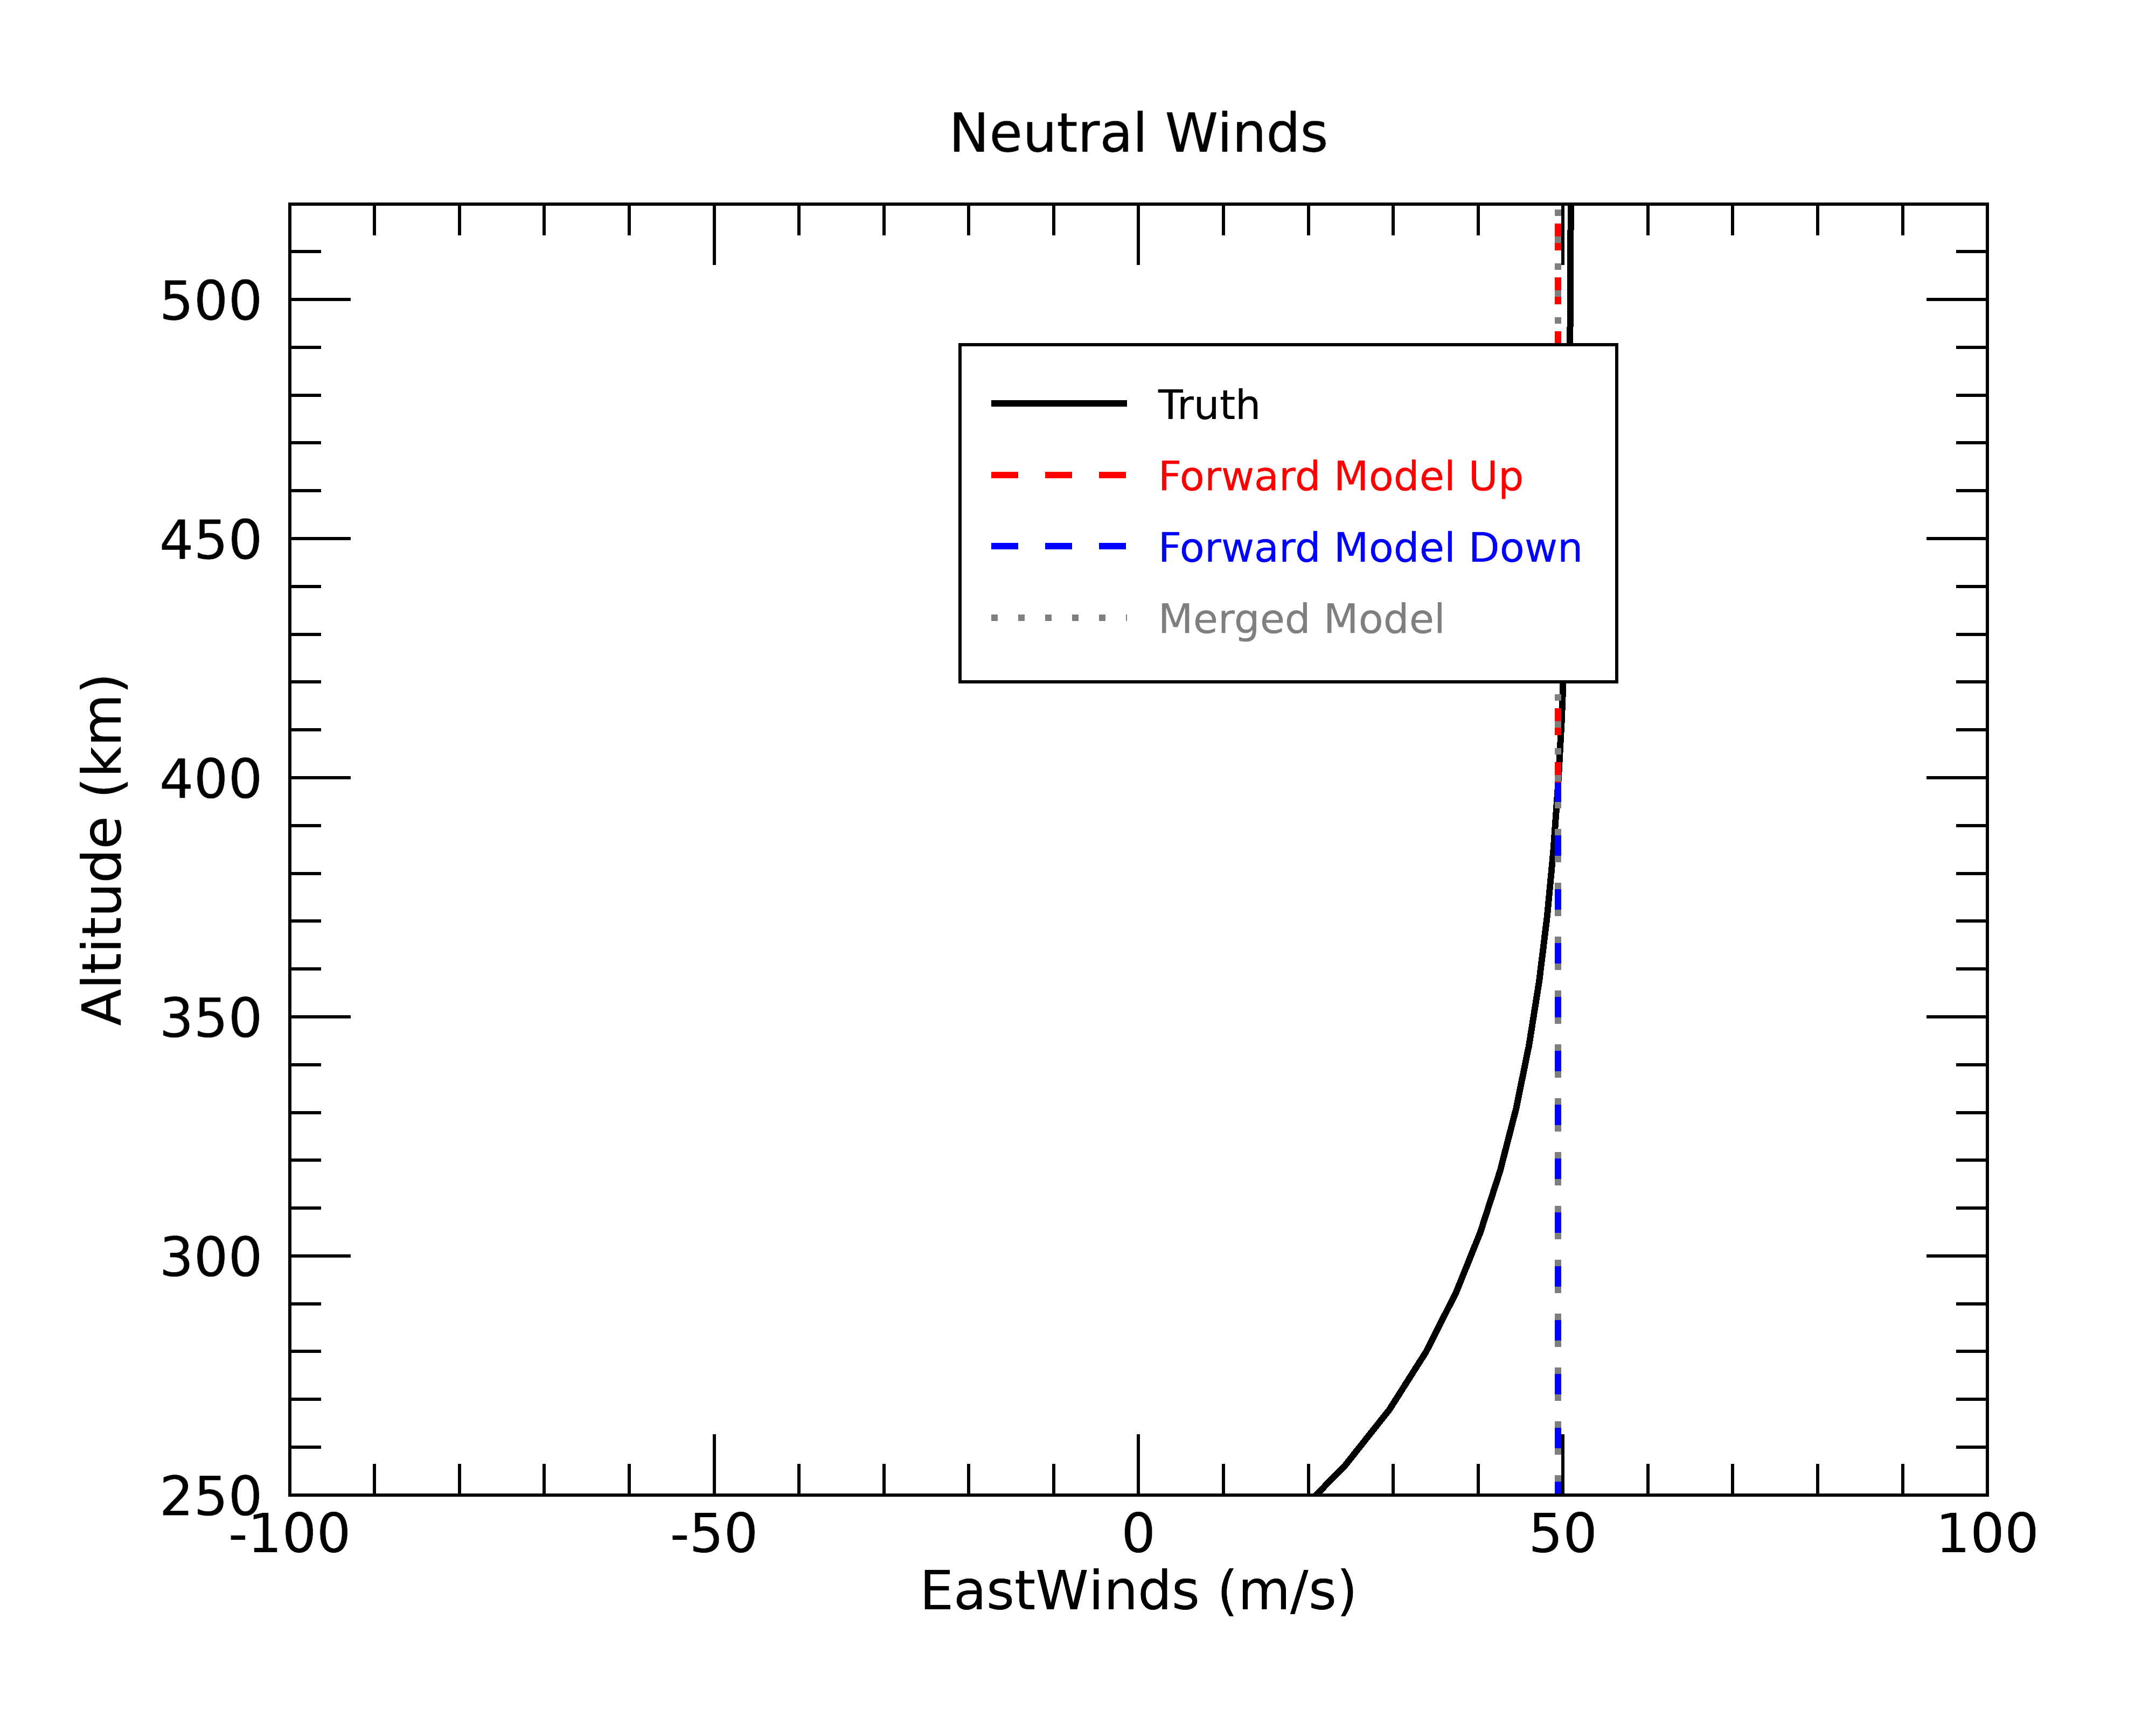 Neutral Winds
500
450
400
350
300
250
Altitude (km)
Truth
Forward Model Up
Forward Model Down
Merged Model
-100 -50 0 50 100
EastWinds (m/s)